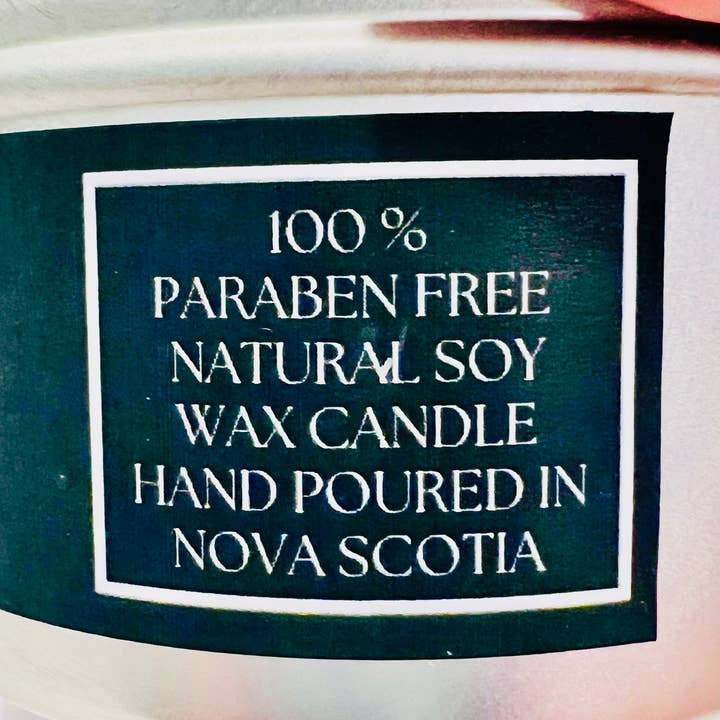 100 %
PARABEN FREE
NATURAL SOY
WAX CANDLE
HAND POURED IN
NOVA SCOTIA